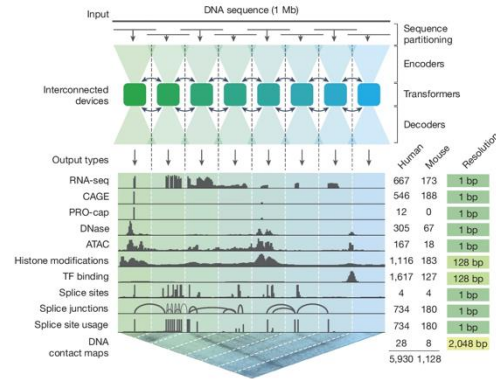 DNA sequence (1 Mb)
Input
Sequence
partitioning
Encoders
Interconnected
devices
Transformers
Decoders
Output types
Human
Mouse
Resolution
RNA-seq 667 173 1 bp
CAGE 546 188 1 bp
PRO-cap 12 0 1 bp
DNase 305 67 1 bp
ATAC 167 18 1 bp
Histone modifications 1,116 183 128 bp
TF binding 1,617 127 128 bp
Splice sites 4 4 1 bp
Splice junctions 734 180 1 bp
Splice site usage 734 180 1 bp
DNA
contact maps 28 8 2,048 bp
5,930 1,128